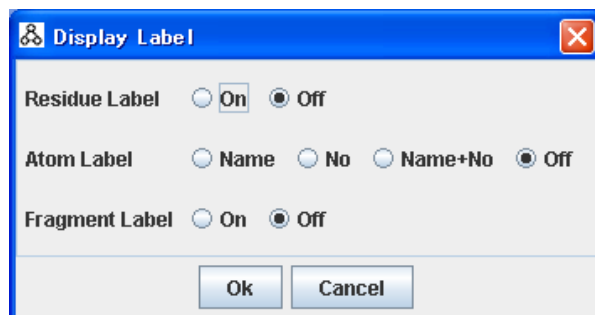 Display Label
Residue Label On Off
Atom Label Name No Name+No Off
Fragment Label On Off
Ok Cancel